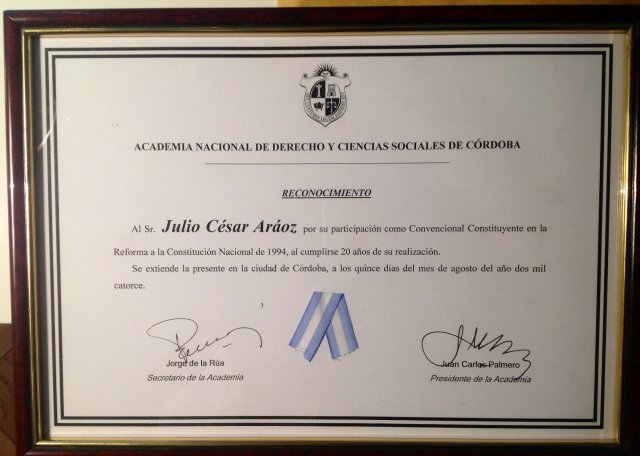 ACADEMIA NACIONAL DE DERECHO Y CIENCIAS SOCIALES DE CÓRDOBA
RECONOCIMIENTO
Al Sr. Julio César Aráoz por su participación como Convencional Constituyente en la
Reforma a la Constitución Nacional de 1994, al cumplirse 20 años de su realización.
Se extiende la presente en la ciudad de Córdoba, a los quince días del mes de agosto del año dos mil
catorce.
Jorge de la Rúa
Juan Carlos Palmero
Secretario de la Academia
Presidente de la Academia